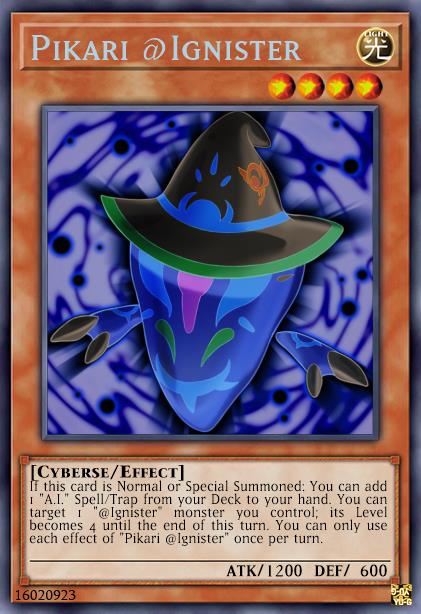 Pikari @Ignister
LIGHT
光
[Cyberse/Effect]
If this card is Normal or Special Summoned: You can add
1 "A.I." Spell/Trap from your Deck to your hand. You can
target 1 "@Ignister" monster you control; its Level
becomes 4 until the end of this turn. You can only use
each effect of "Pikari @Ignister" once per turn.
ATK/1200 DEF/ 600
16020923